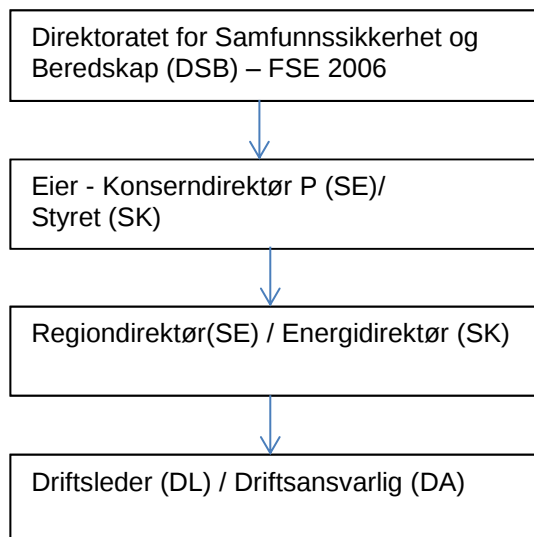 Direktoratet for Samfunnssikkerhet og
Beredskap (DSB) – FSE 2006
Eier - Konserndirektør P (SE)/
Styret (SK)
Regiondirektør(SE) / Energidirektør (SK)
Driftsleder (DL) / Driftsansvarlig (DA)